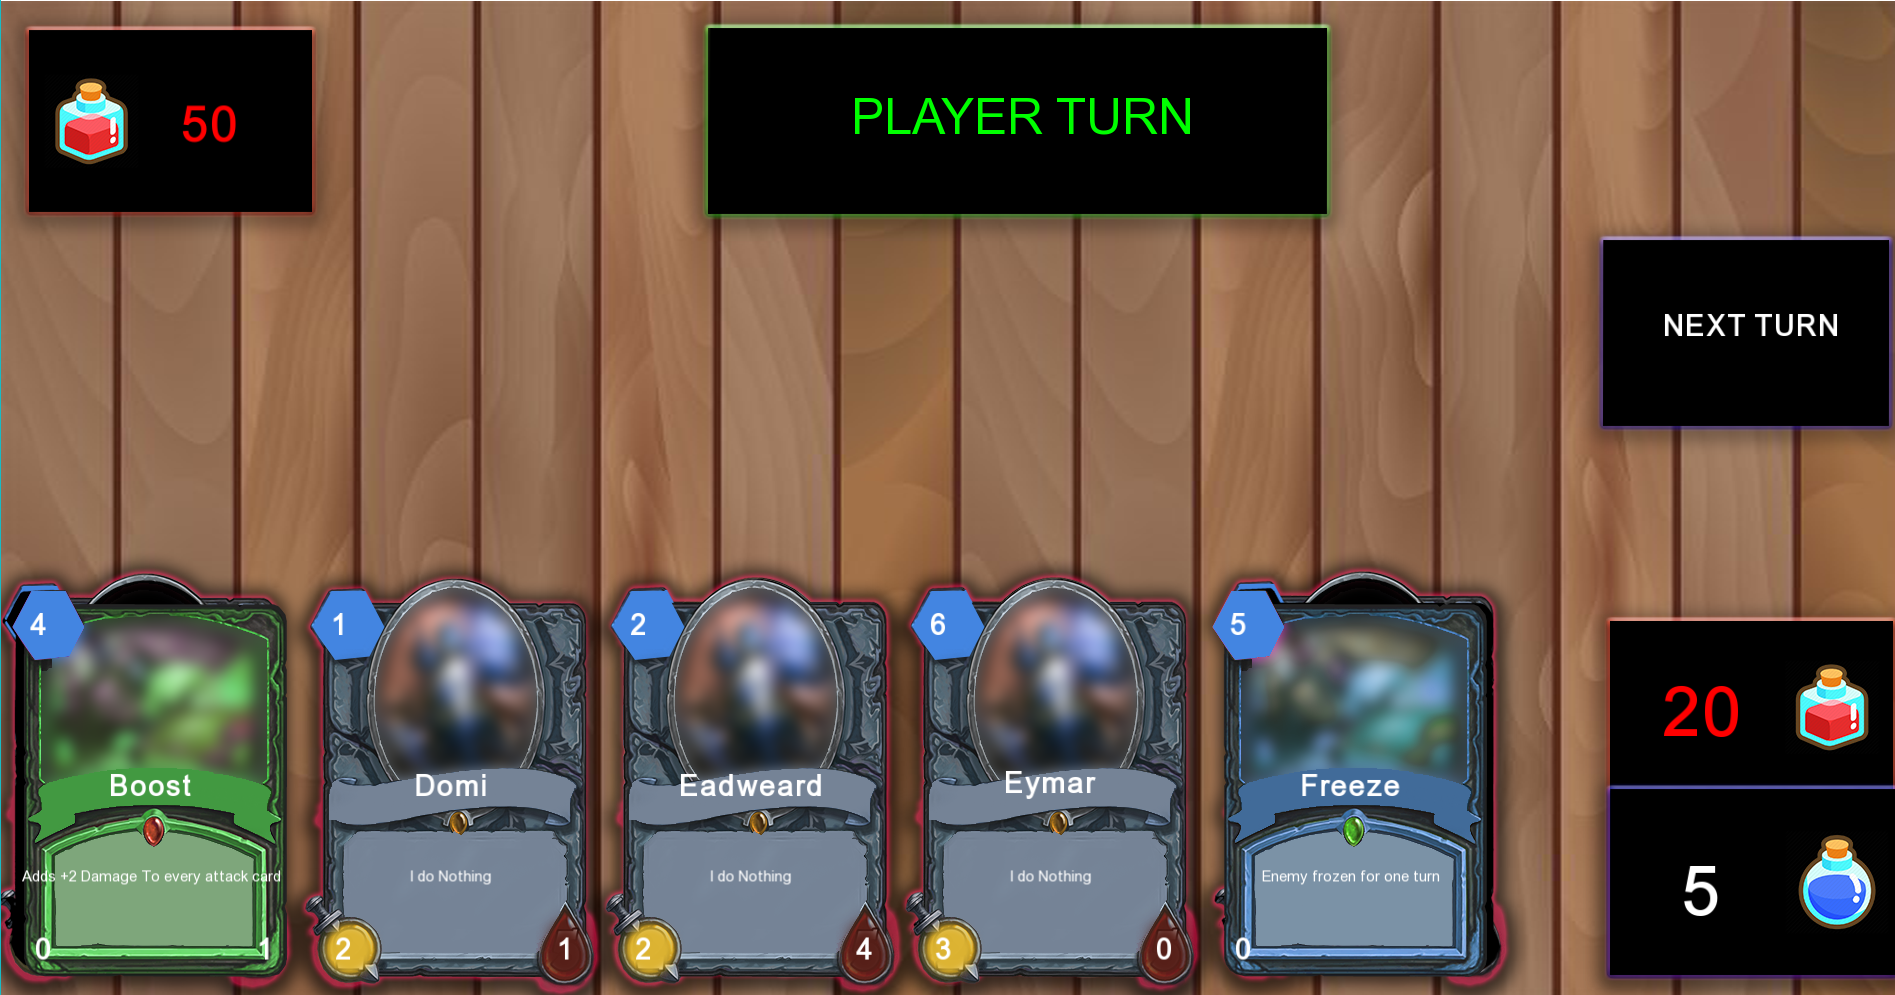 50
PLAYER TURN
NEXT TURN
4
Boost
Adds +2 Damage To every attack card
0
1
1
Domi
I do Nothing
2
1
2
Eadweard
I do Nothing
2
4
6
Eymar
I do Nothing
3
0
5
Freeze
Enemy frozen for one turn
0
20
5